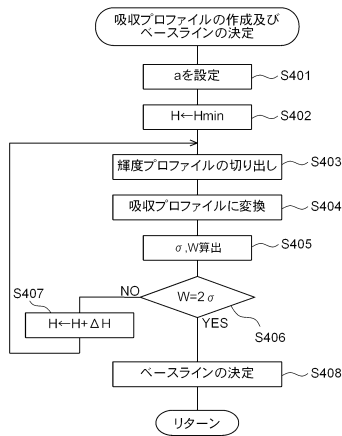 吸収プロファイルの作成及び
ベースラインの決定
aを設定
S401
H←Hmin
S402
輝度プロファイルの切り出し
S403
吸収プロファイルに変換
S404
σ,W算出
S405
W=2σ
NO
YES
S406
S407
H←H+ΔH
ベースラインの決定
S408
リターン